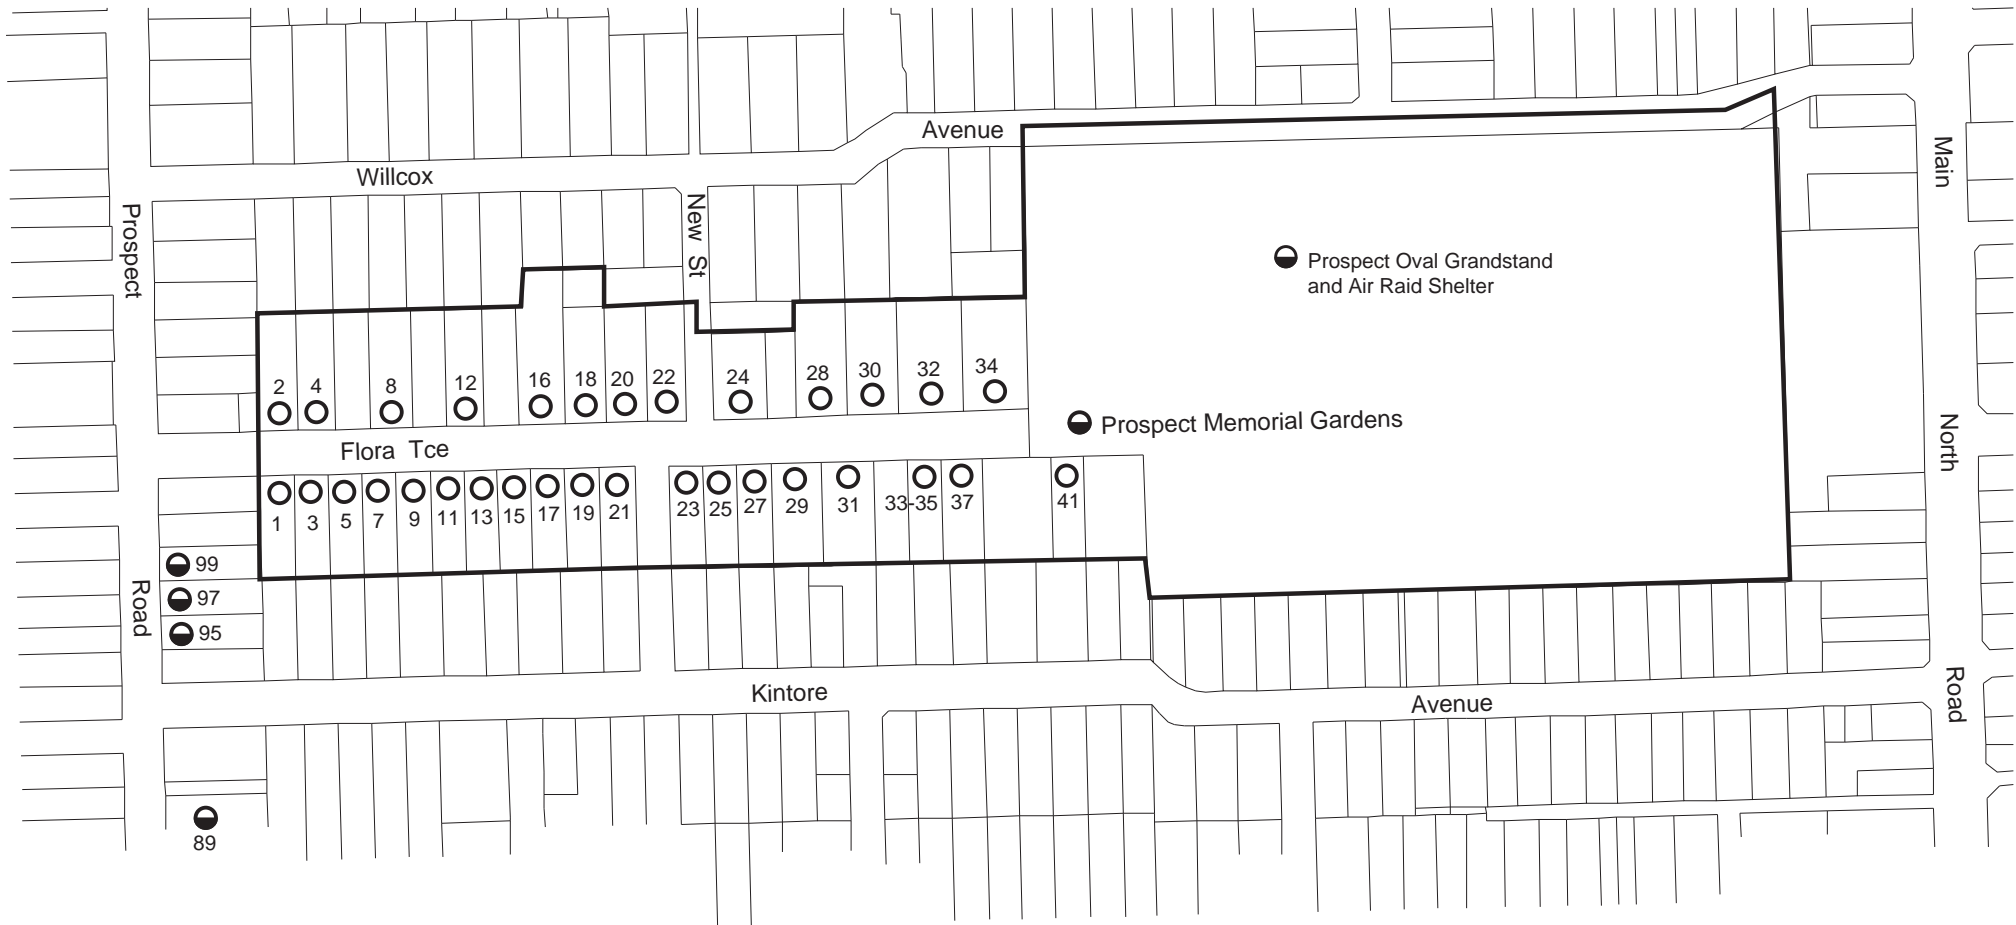 Avenue
Willcox
Main
Prospect
New St
Prospect Oval Grandstand
and Air Raid Shelter
2 4 8 12 16 18 20 22 24 28 30 32 34
Prospect Memorial Gardens
North
Flora Tce
1 3 5 7 9 11 13 15 17 19 21 23 25 27 29 31 33-35 37 41
99
97
95
Road
Kintore
Avenue
Road
89